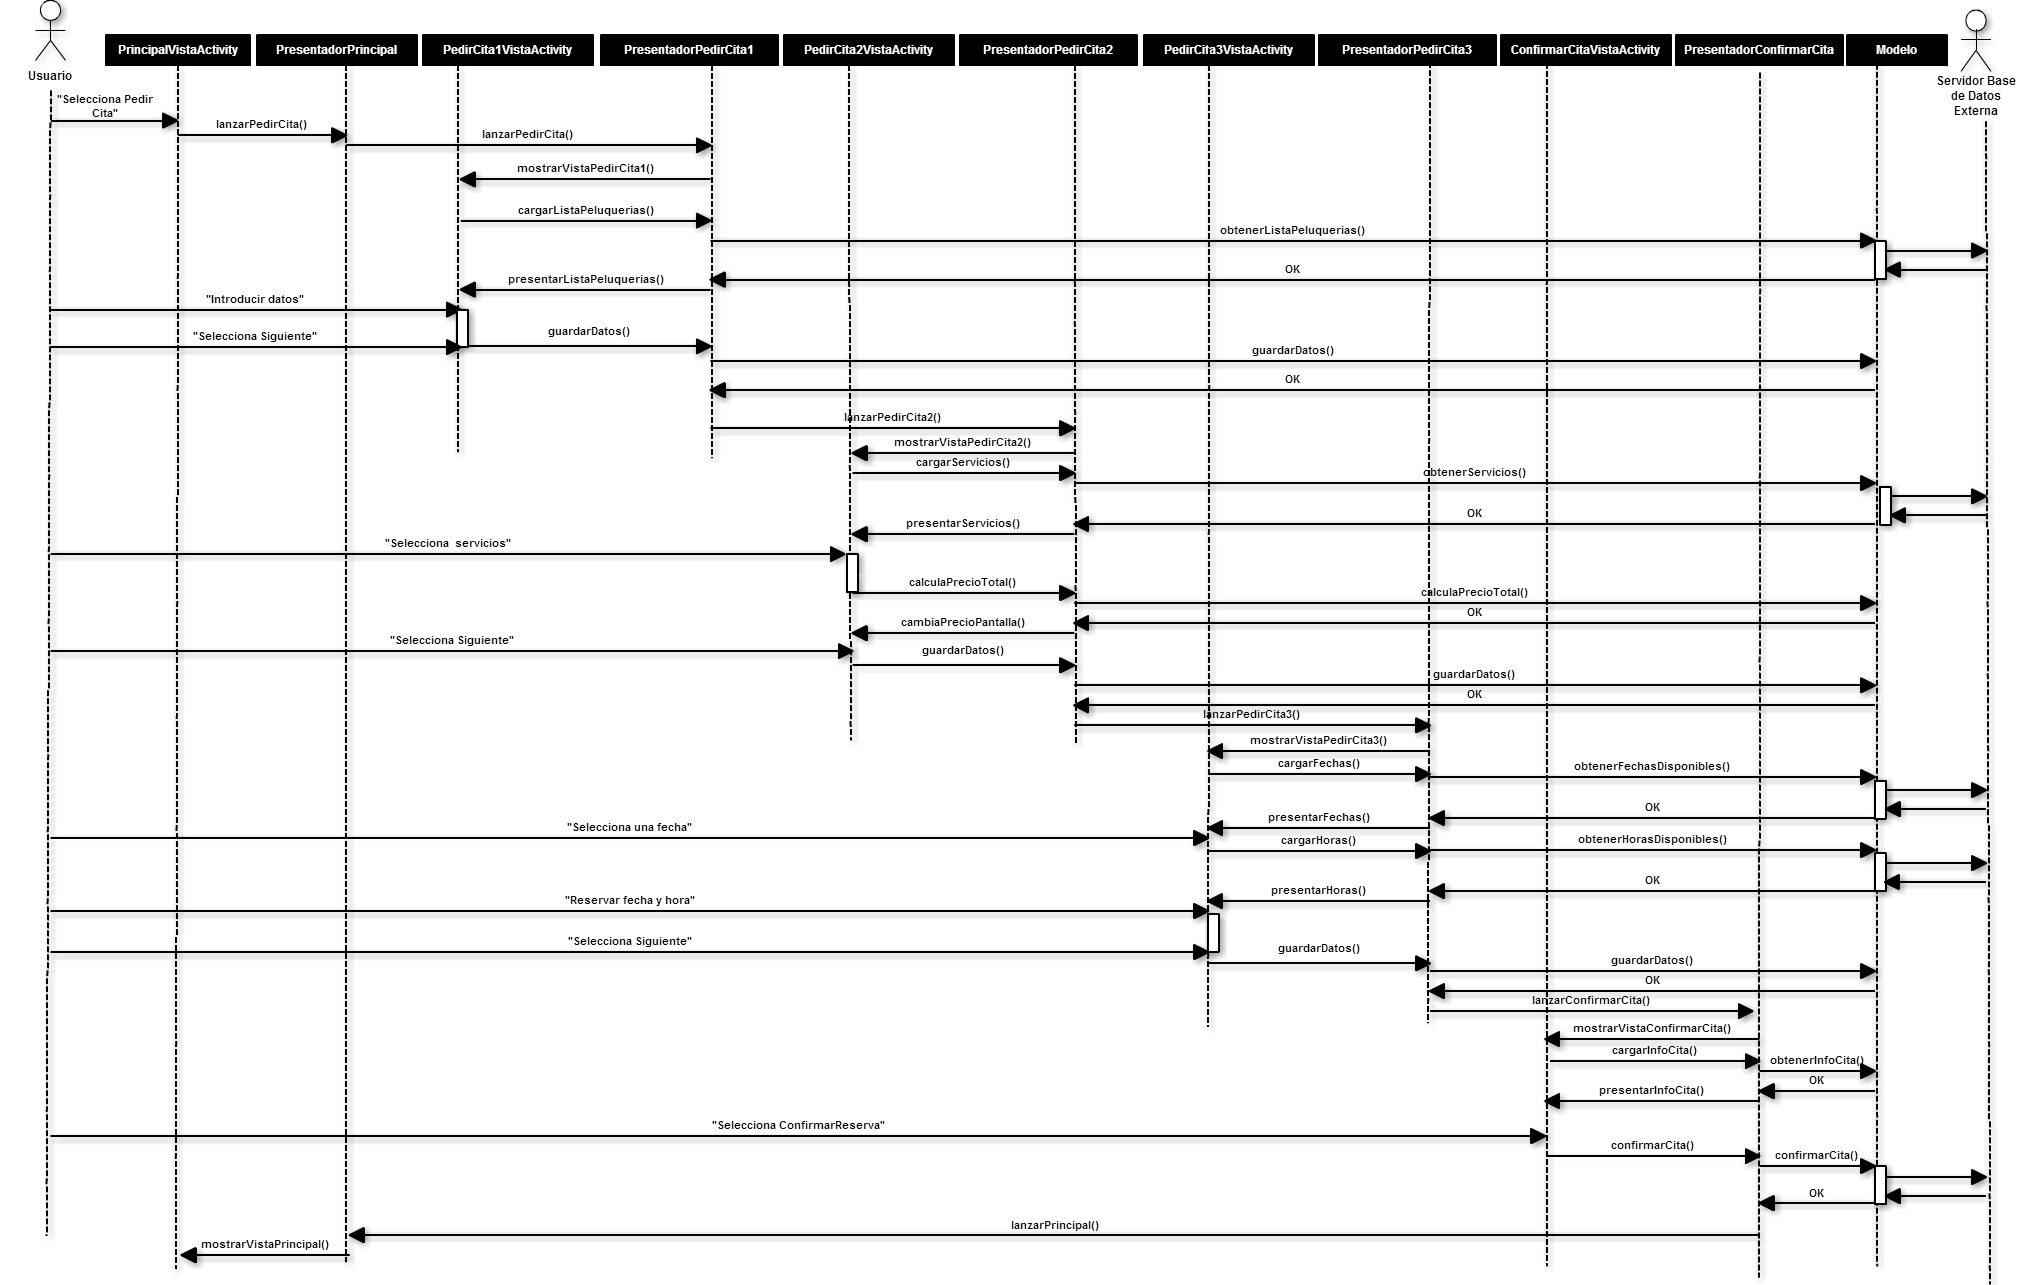 Usuario
PrincipalVistaActivity
PresentadorPrincipal
PedirCita1VistaActivity
PresentadorPedirCita1
PedirCita2VistaActivity
PresentadorPedirCita2
PedirCita3VistaActivity
PresentadorPedirCita3
ConfirmarCitaVistaActivity
PresentadorConfirmarCita
Modelo
Servidor Base
de Datos
Externa
"Selecciona Pedir
Cita"
lanzarPedirCita()
lanzarPedirCita()
mostrarVistaPedirCita1()
cargarListaPeluquerias()
obtenerListaPeluquerias()
OK
presentarListaPeluquerias()
"Introducir datos"
"Selecciona Siguiente"
guardarDatos()
guardarDatos()
OK
lanzarPedirCita2()
mostrarVistaPedirCita2()
cargarServicios()
obtenerServicios()
OK
presentarServicios()
"Selecciona  servicios"
calculaPrecioTotal()
calculaPrecioTotal()
OK
cambiaPrecioPantalla()
"Selecciona Siguiente"
guardarDatos()
guardarDatos()
OK
lanzarPedirCita3()
mostrarVistaPedirCita3()
cargarFechas()
obtenerFechasDisponibles()
OK
presentarFechas()
"Selecciona una fecha"
cargarHoras()
obtenerHorasDisponibles()
OK
presentarHoras()
"Reservar fecha y hora"
"Selecciona Siguiente"
guardarDatos()
guardarDatos()
OK
lanzarConfirmarCita()
mostrarVistaConfirmarCita()
cargarInfoCita()
obtenerInfoCita()
OK
presentarInfoCita()
"Selecciona ConfirmarReserva"
confirmarCita()
confirmarCita()
OK
lanzarPrincipal()
mostrarVistaPrincipal()